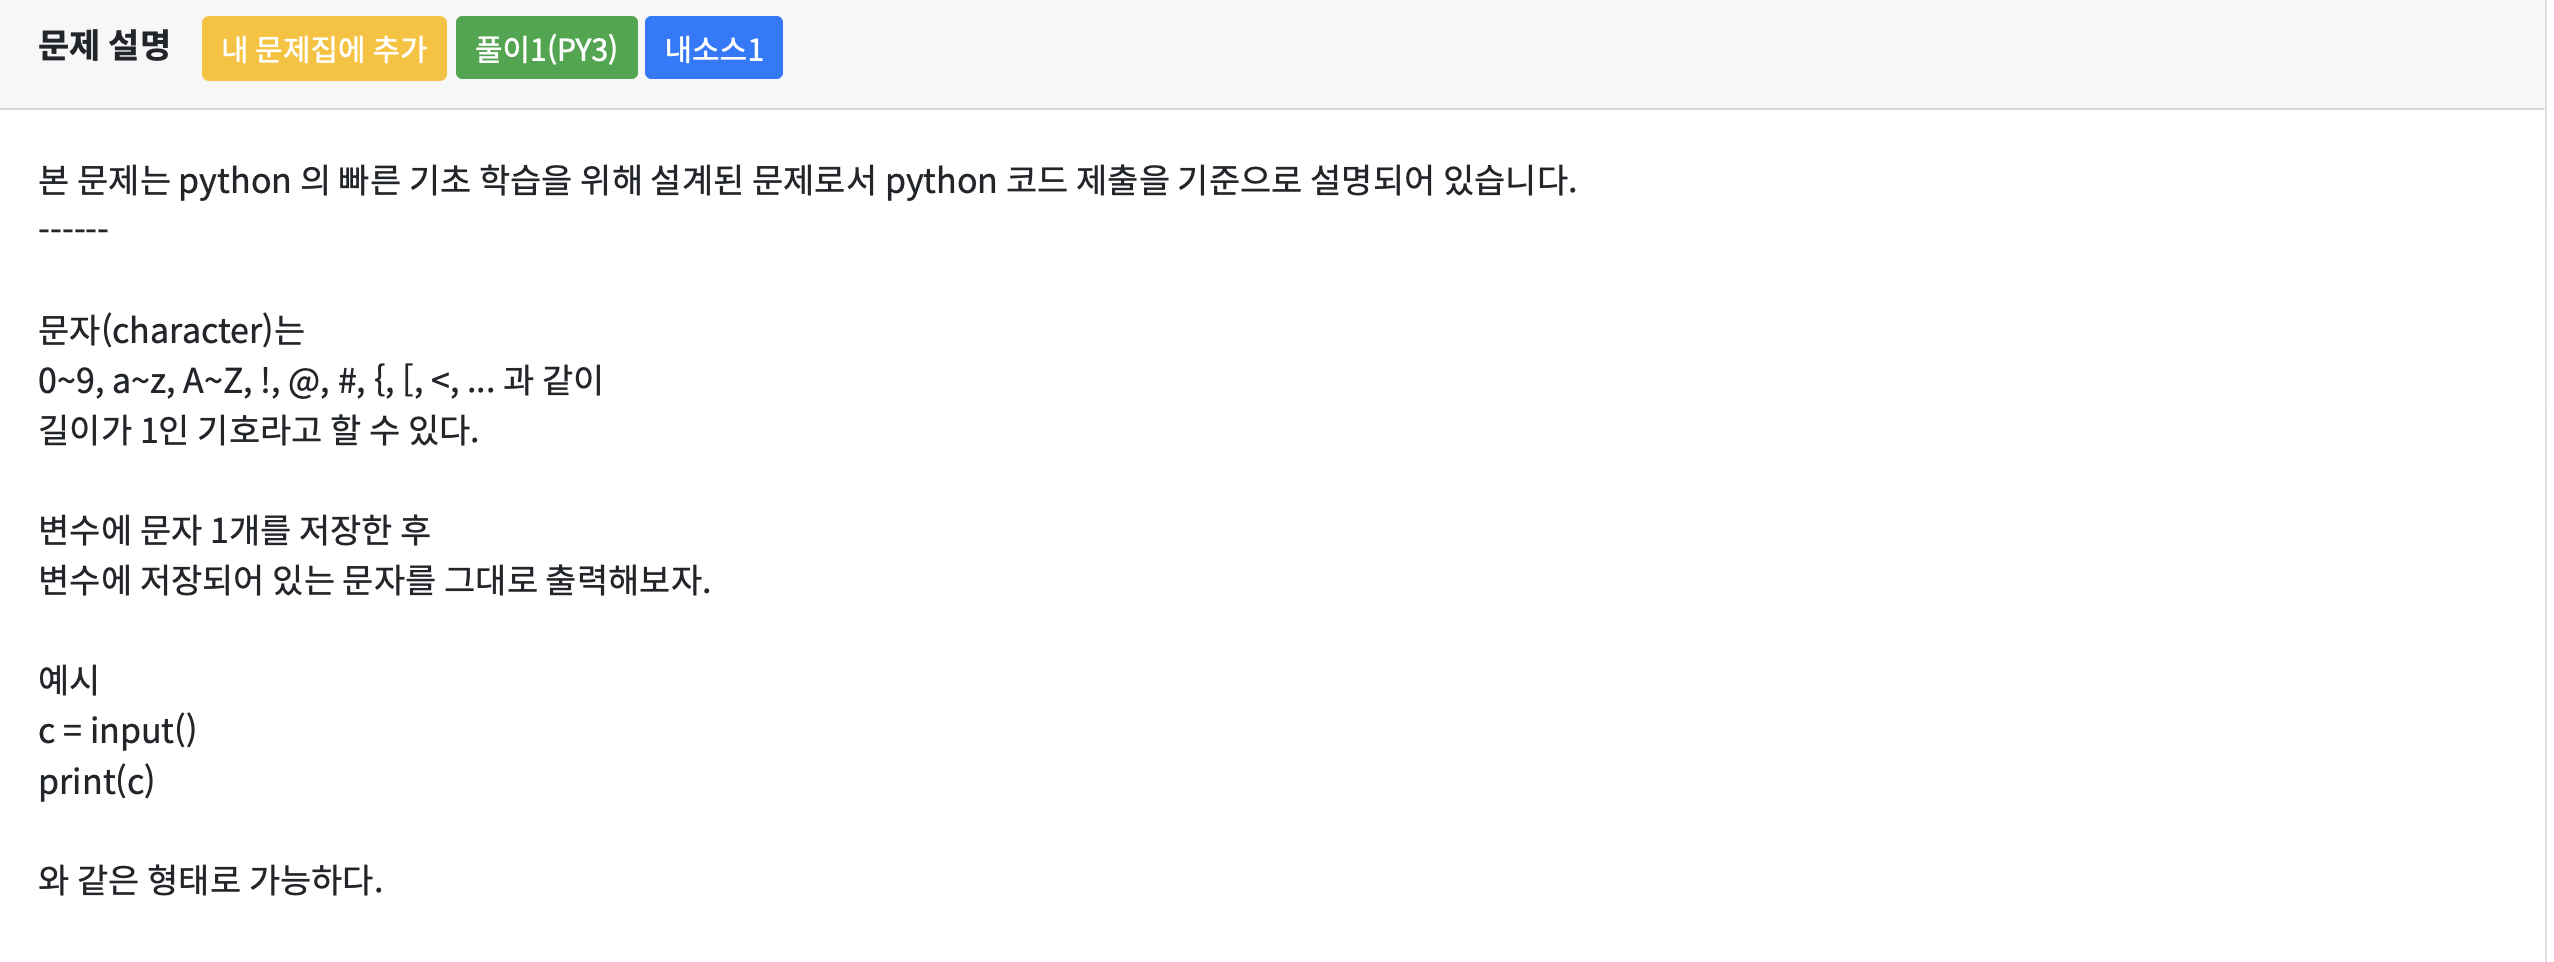 문제 설명 내 문제집에 추가 풀이1(PY3) 내소스1
본 문제는 python 의 빠른 기초 학습을 위해 설계된 문제로서 python 코드 제출을 기준으로 설명되어 있습니다.
------
문자(character)는
0~9, a~z, A~Z, !, @, #, {, [, <, ... 과 같이
길이가 1인 기호라고 할 수 있다.
변수에 문자 1개를 저장한 후
변수에 저장되어 있는 문자를 그대로 출력해보자.
예시
c = input()
print(c)
와 같은 형태로 가능하다.